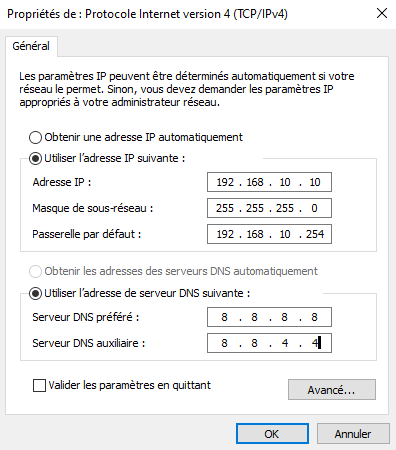 Propriétés de : Protocole Internet version 4 (TCP/IPv4)
Général
Les paramètres IP peuvent être déterminés automatiquement si votre
réseau le permet. Sinon, vous devez demander les paramètres IP
appropriés à votre administrateur réseau.
Obtenir une adresse IP automatiquement
Utiliser l'adresse IP suivante :
Adresse IP : 192 . 168 . 10 . 10
Masque de sous-réseau : 255 . 255 . 255 . 0
Passerelle par défaut : 192 . 168 . 10 . 254
Obtenir les adresses des serveurs DNS automatiquement
Utiliser l'adresse de serveur DNS suivante :
Serveur DNS préféré : 8 . 8 . 8 . 8
Serveur DNS auxiliaire : 8 . 8 . 4 . 4
Valider les paramètres en quittant
Avancé...
OK Annuler